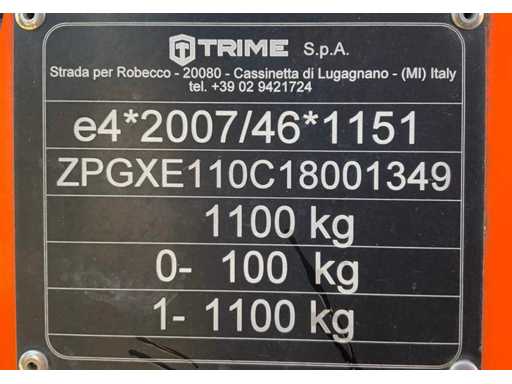 TRIME S.p.A.
Strada per Robecco - 20080 - Cassinetta di Lugagnano - (MI) Italy
tel. +39 02 9421724
e4*2007/46*1151
ZPGXE110C18001349
1100 kg
0- 100 kg
1- 1100 kg